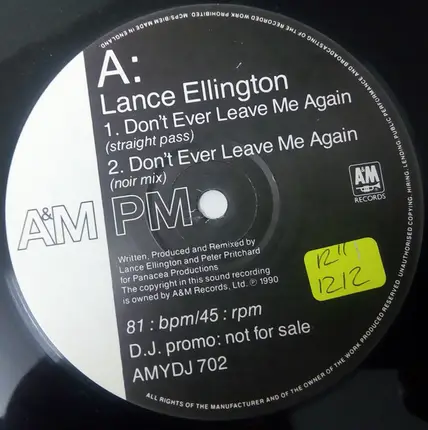 A:
Lance Ellington
1. Don't Ever Leave Me Again
(straight pass)
2. Don't Ever Leave Me Again
(noir mix)
A&M PM
A&M
RECORDS
Written, Produced and Remixed by
Lance Ellington and Peter Pritchard
for Panacea Productions
The copyright in this sound recording
is owned by A&M Records, Ltd. ℗ 1990
12"
1212
81 : bpm/45 : rpm
D.J. promo: not for sale
AMYDJ 702
ALL RIGHTS OF THE MANUFACTURER AND OF THE OWNER OF THE WORK PRODUCED RESERVED. UNAUTHORISED COPYING, HIRING, LENDING, PUBLIC PERFORMANCE AND BROADCASTING OF THE RECORDED WORK PROHIBITED. MCPS/BIEM MADE IN ENGLAND